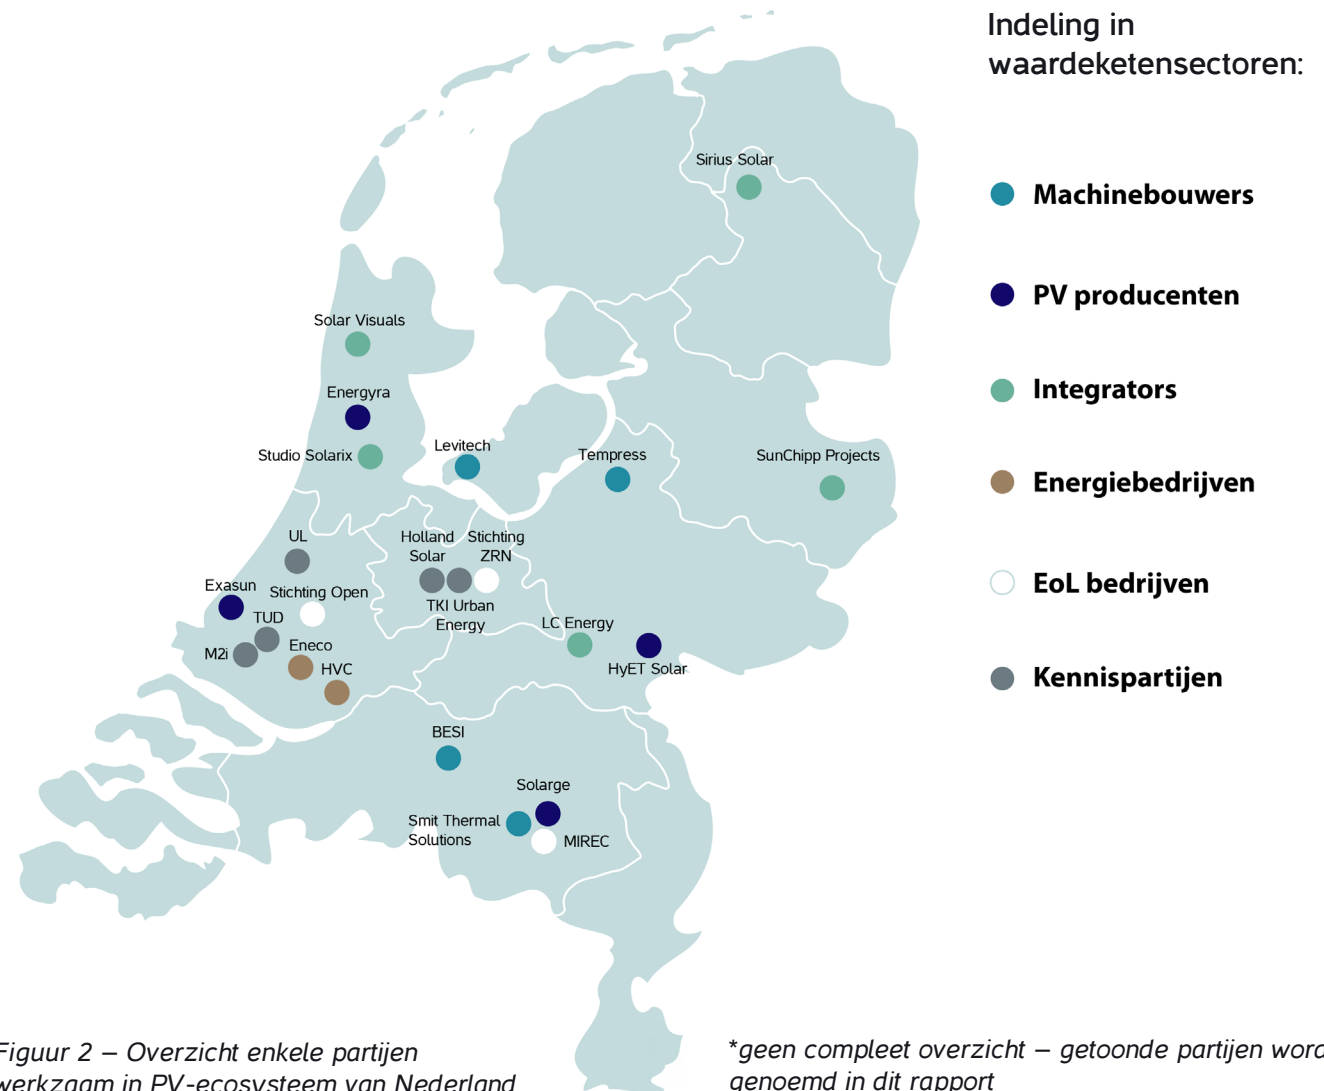 Indeling in
waardeketensectoren:
Machinebouwers
PV producenten
Integrators
Energiebedrijven
EoL bedrijven
Kennispartijen
Sirius Solar
Solar Visuals
Energyra
Studio Solarix
Levitech
Tempress
SunChipp Projects
UL
Holland
Solar
Stichting
ZRN
Exasun
Stichting Open
TUD
TKI Urban
Energy
LC Energy
M2i
Eneco
HVC
HyET Solar
BESI
Solarge
Smit Thermal
Solutions
MIREC
Figuur 2 – Overzicht enkele partijen
werkzaam in PV-ecosysteem van Nederland
*geen compleet overzicht – getoonde partijen word
genoemd in dit rapport